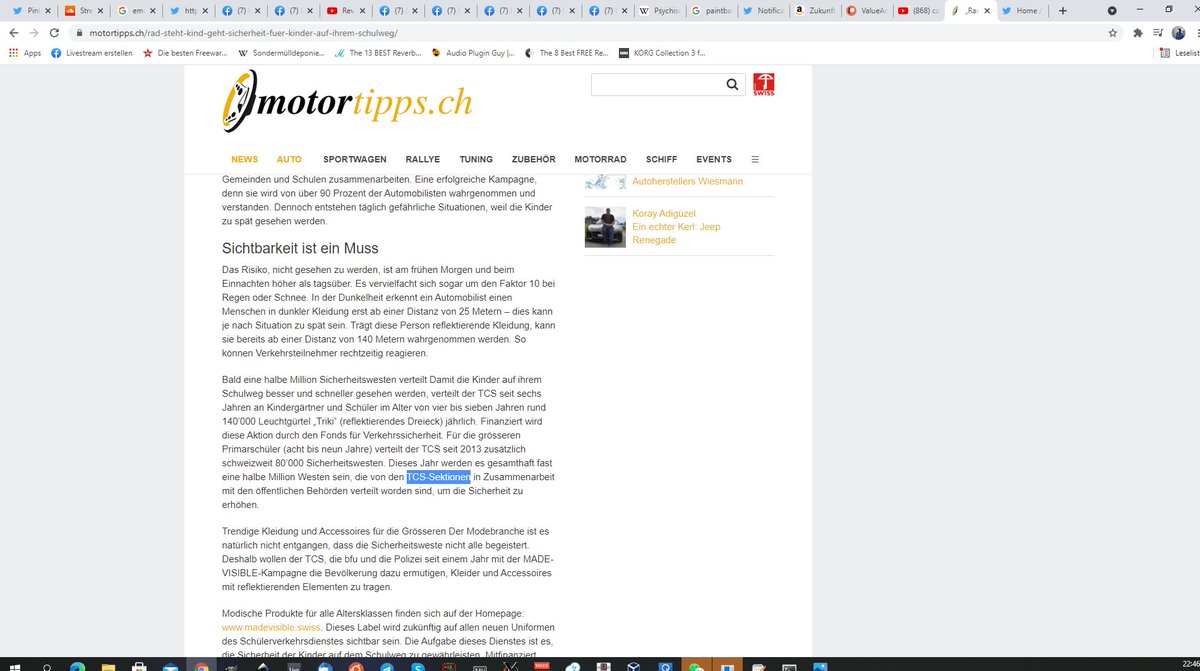 Pin
Stre
G em
htt
(7)
(7)
Rev
(7)
(7)
(7)
(7)
(7)
Psychis
paintba
Notifica
Zukunf
ValueA
(868) co
„Rad
Home /
motortipps.ch/rad-steht-kind-geht-sicherheit-fuer-kinder-auf-ihrem-schulweg/
Apps
Livestream erstellen
Die besten Freewar...
Sondermülldeponie...
The 13 BEST Reverb...
Audio Plugin Guy |...
The 8 Best FREE Re...
KORG Collection 3 f...
Leselist
motortipps.ch
SWISS
NEWS
AUTO
SPORTWAGEN
RALLYE
TUNING
ZUBEHÖR
MOTORRAD
SCHIFF
EVENTS
Gemeinden und Schulen zusammenarbeiten. Eine erfolgreiche Kampagne,
denn sie wird von über 90 Prozent der Automobilisten wahrgenommen und
verstanden. Dennoch entstehen täglich gefährliche Situationen, weil die Kinder
zu spät gesehen werden.
Sichtbarkeit ist ein Muss
Das Risiko, nicht gesehen zu werden, ist am frühen Morgen und beim
Einnachten höher als tagsüber. Es vervielfacht sich sogar um den Faktor 10 bei
Regen oder Schnee. In der Dunkelheit erkennt ein Automobilist einen
Menschen in dunkler Kleidung erst ab einer Distanz von 25 Metern – dies kann
je nach Situation zu spät sein. Trägt diese Person reflektierende Kleidung, kann
sie bereits ab einer Distanz von 140 Metern wahrgenommen werden. So
können Verkehrsteilnehmer rechtzeitig reagieren.
Bald eine halbe Million Sicherheitswesten verteilt Damit die Kinder auf ihrem
Schulweg besser und schneller gesehen werden, verteilt der TCS seit sechs
Jahren an Kindergärtner und Schüler im Alter von vier bis sieben Jahren rund
140'000 Leuchtgürtel „Triki“ (reflektierendes Dreieck) jährlich. Finanziert wird
diese Aktion durch den Fonds für Verkehrssicherheit. Für die grösseren
Primarschüler (acht bis neun Jahre) verteilt der TCS seit 2013 zusätzlich
schweizweit 80'000 Sicherheitswesten. Dieses Jahr werden es gesamthaft fast
eine halbe Million Westen sein, die von den TCS-Sektionen in Zusammenarbeit
mit den öffentlichen Behörden verteilt worden sind, um die Sicherheit zu
erhöhen.
Trendige Kleidung und Accessoires für die Grösseren Der Modebranche ist es
natürlich nicht entgangen, dass die Sicherheitsweste nicht alle begeistert.
Deshalb wollen der TCS, die bfu und die Polizei seit einem Jahr mit der MADE-
VISIBLE-Kampagne die Bevölkerung dazu ermutigen, Kleider und Accessoires
mit reflektierenden Elementen zu tragen.
Modische Produkte für alle Altersklassen finden sich auf der Homepage:
www.madevisible.swiss. Dieses Label wird zukünftig auf allen neuen Uniformen
des Schülerverkehrsdienstes sichtbar sein. Die Aufgabe dieses Dienstes ist es,
die Sicherheit der Kinder auf dem Schulweg zu gewährleisten. Mitfinanziert
Autoherstellers Wiesmann
Koray Adigüzel
Ein echter Kerl: Jeep
Renegade